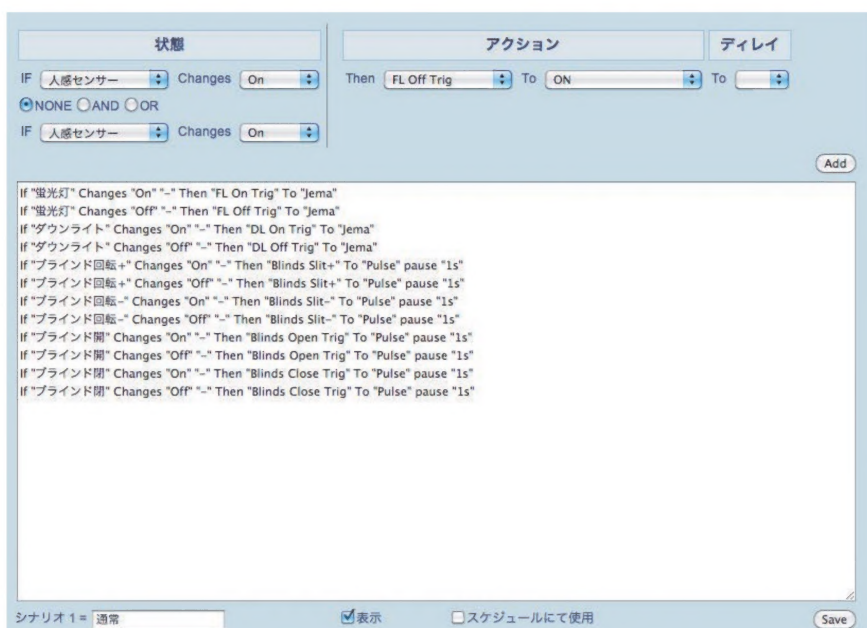 状態 アクション ディレイ
IF 人感センサー Changes On Then FL Off Trig To ON To
NONE AND OR
IF 人感センサー Changes On
Add
If "蛍光灯" Changes "On" "-" Then "FL On Trig" To "Jema"
If "蛍光灯" Changes "Off" "-" Then "FL Off Trig" To "Jema"
If "ダウンライト" Changes "On" "-" Then "DL On Trig" To "Jema"
If "ダウンライト" Changes "Off" "-" Then "DL Off Trig" To "Jema"
If "ブラインド回転+" Changes "On" "-" Then "Blinds Slit+" To "Pulse" pause "1s"
If "ブラインド回転+" Changes "Off" "-" Then "Blinds Slit+" To "Pulse" pause "1s"
If "ブラインド回転-" Changes "On" "-" Then "Blinds Slit-" To "Pulse" pause "1s"
If "ブラインド回転-" Changes "Off" "-" Then "Blinds Slit-" To "Pulse" pause "1s"
If "ブラインド開" Changes "On" "-" Then "Blinds Open Trig" To "Pulse" pause "1s"
If "ブラインド開" Changes "Off" "-" Then "Blinds Open Trig" To "Pulse" pause "1s"
If "ブラインド閉" Changes "On" "-" Then "Blinds Close Trig" To "Pulse" pause "1s"
If "ブラインド閉" Changes "Off" "-" Then "Blinds Close Trig" To "Pulse" pause "1s"
シナリオ 1 = 通常 表示 スケジュールにて使用 Save